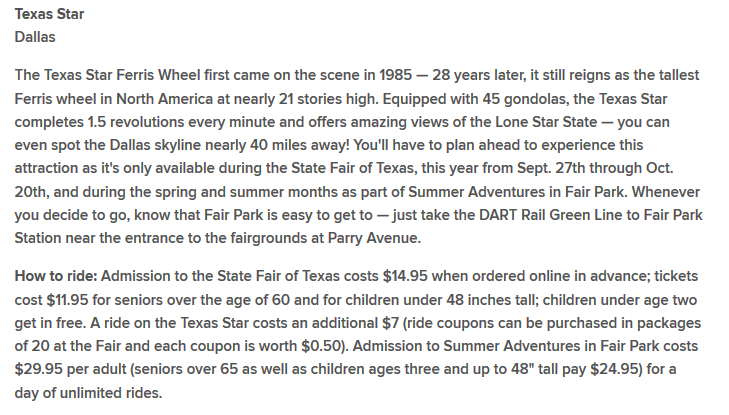 Texas Star
Dallas
The Texas Star Ferris Wheel first came on the scene in 1985 — 28 years later, it still reigns as the tallest
Ferris wheel in North America at nearly 21 stories high. Equipped with 45 gondolas, the Texas Star
completes 1.5 revolutions every minute and offers amazing views of the Lone Star State — you can
even spot the Dallas skyline nearly 40 miles away! You'll have to plan ahead to experience this
attraction as it's only available during the State Fair of Texas, this year from Sept. 27th through Oct.
20th, and during the spring and summer months as part of Summer Adventures in Fair Park. Whenever
you decide to go, know that Fair Park is easy to get to — just take the DART Rail Green Line to Fair Park
Station near the entrance to the fairgrounds at Parry Avenue.
How to ride: Admission to the State Fair of Texas costs $14.95 when ordered online in advance; tickets
cost $11.95 for seniors over the age of 60 and for children under 48 inches tall; children under age two
get in free. A ride on the Texas Star costs an additional $7 (ride coupons can be purchased in packages
of 20 at the Fair and each coupon is worth $0.50). Admission to Summer Adventures in Fair Park costs
$29.95 per adult (seniors over 65 as well as children ages three and up to 48" tall pay $24.95) for a
day of unlimited rides.